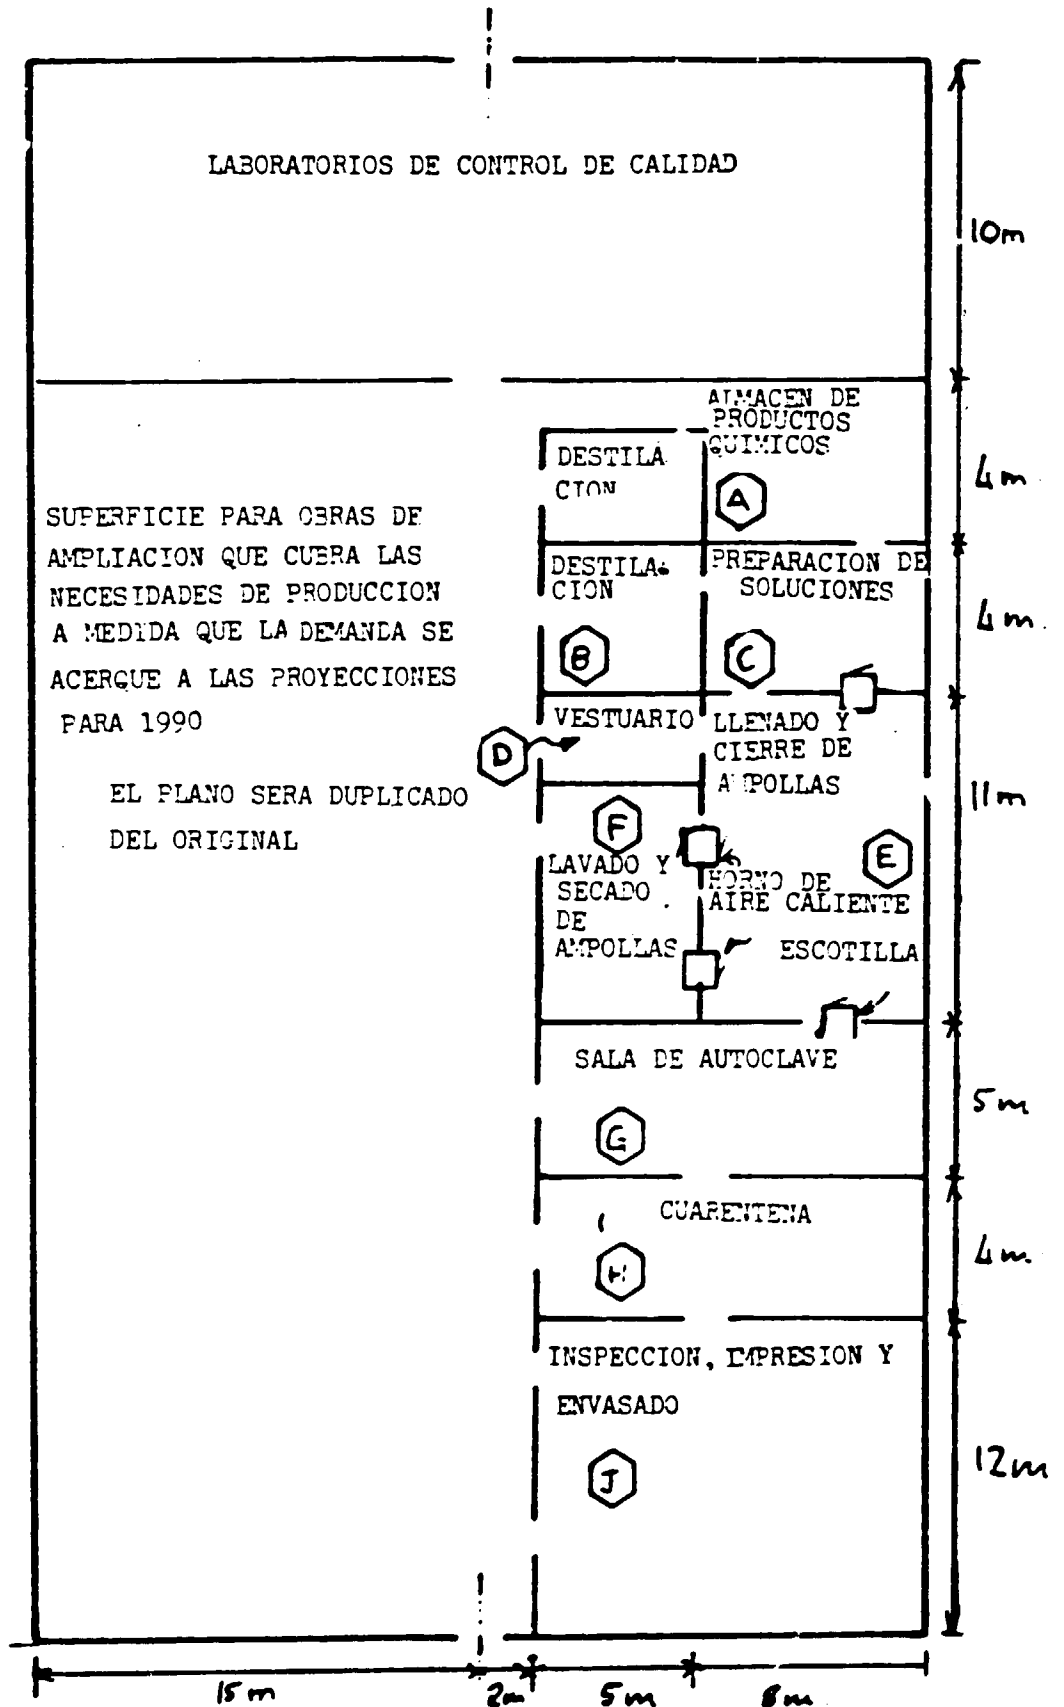 LABORATORIOS DE CONTROL DE CALIDAD
10m
ALMACEN DE
PRODUCTOS
QUIMICOS
DESTILA
CION
A
4m
SUPERFICIE PARA OBRAS DE
AMPLIACION QUE CUBRA LAS
NECESIDADES DE PRODUCCION
A MEDIDA QUE LA DEMANDA SE
ACERQUE A LAS PROYECCIONES
PARA 1990
EL PLANO SERA DUPLICADO
DEL ORIGINAL
DESTILA-
CION
B
PREPARACION DE
SOLUCIONES
C
4m
VESTUARIO
D
LLENADO Y
CIERRE DE
AMPOLLAS
11m
F
LAVADO Y
SECADO
DE
AMPOLLAS
HORNO DE
AIRE CALIENTE
E
ESCOTILLA
SALA DE AUTOCLAVE
G
5m
CUARENTENA
H
4m.
INSPECCION, IMPRESION Y
ENVASADO
J
12m
15m
2m
5m
8m